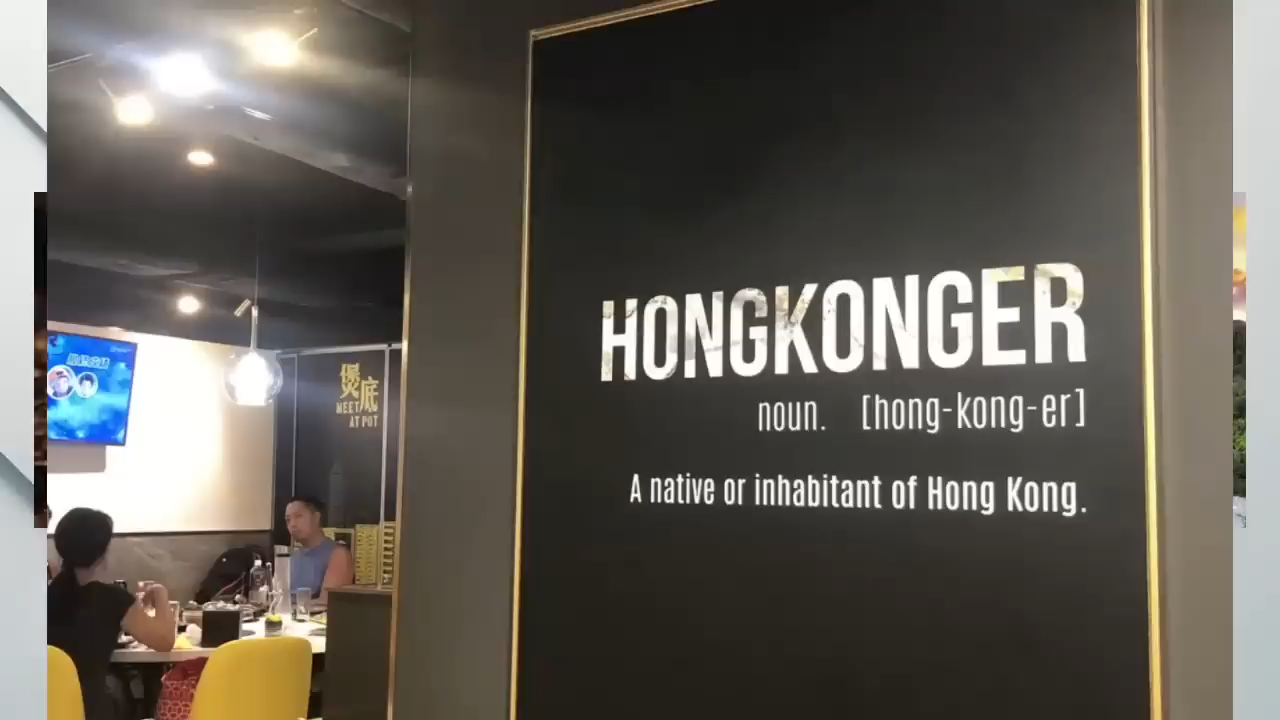 HONGKONGER
noun. [hong-kong-er]
A native or inhabitant of Hong Kong.
煲底
MEET
AT POT